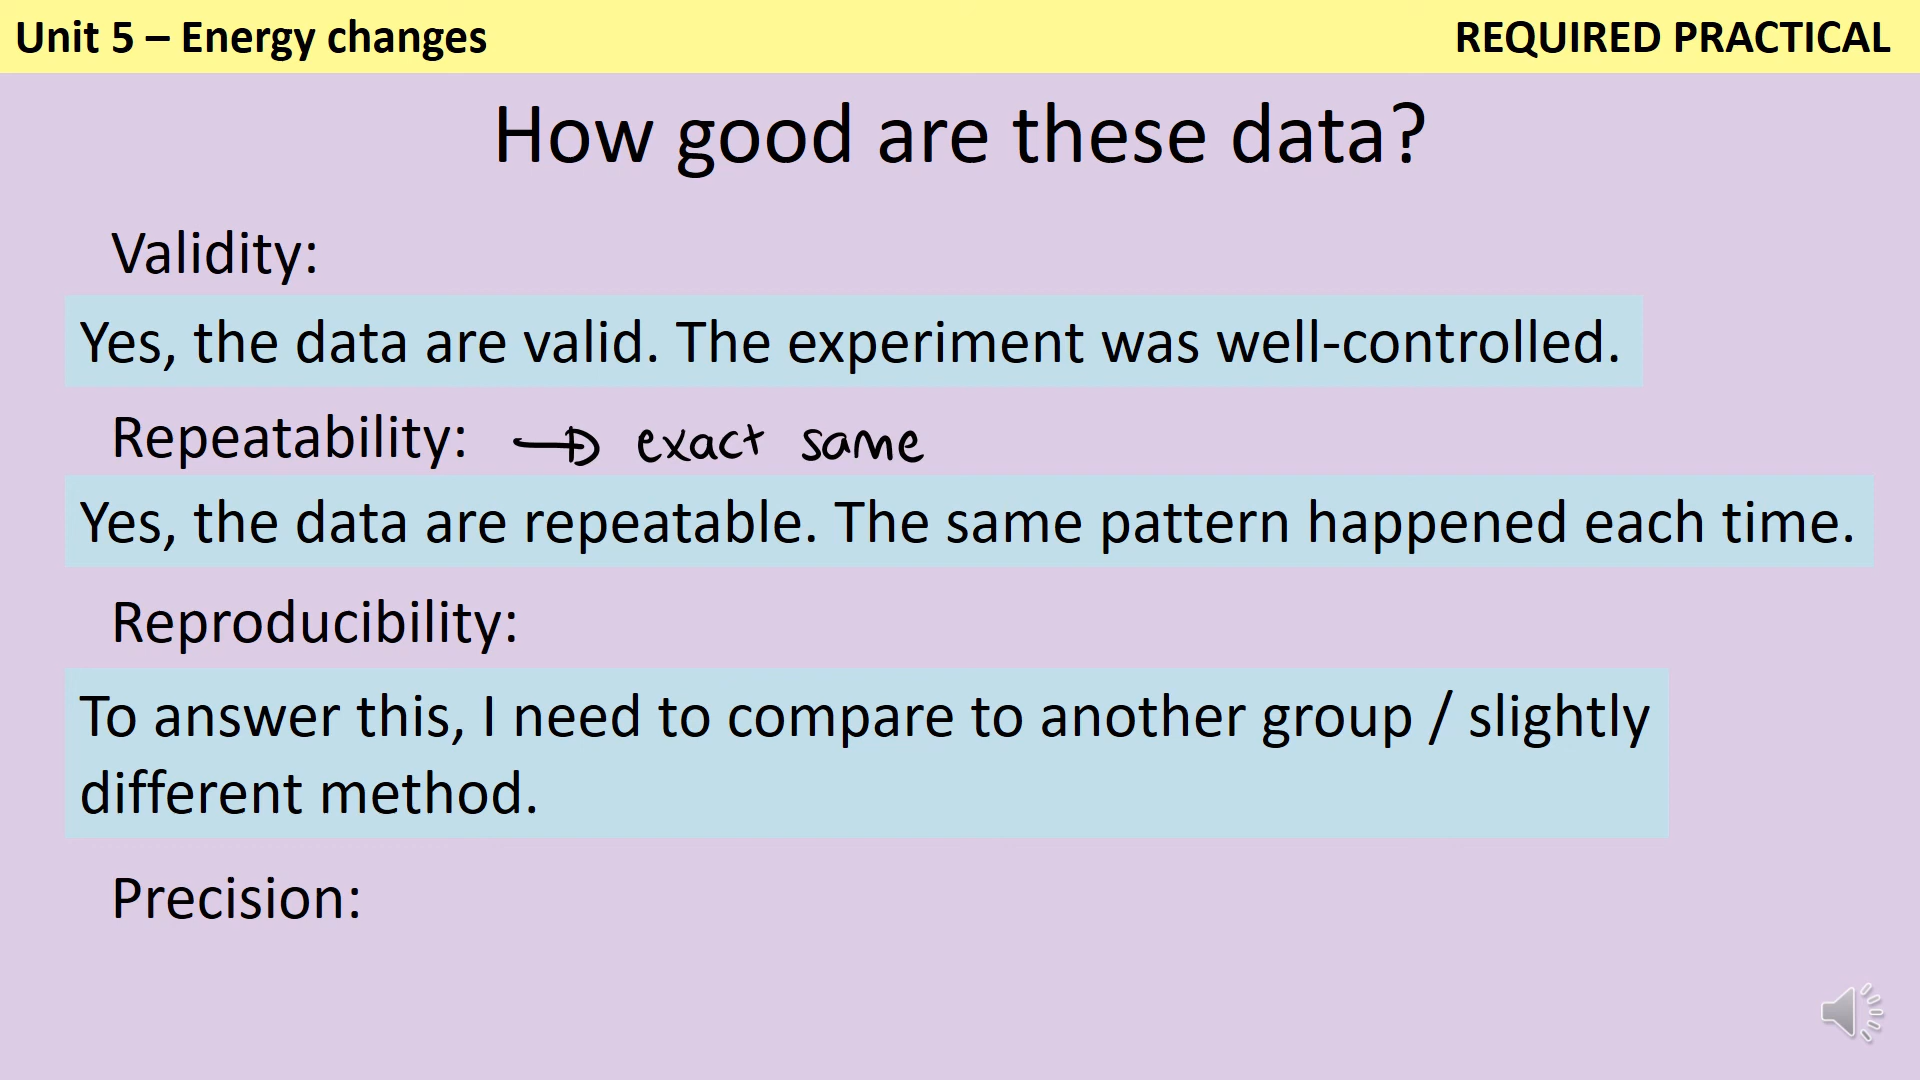 Unit 5 – Energy changes
REQUIRED PRACTICAL
How good are these data?
Validity:
Yes, the data are valid. The experiment was well-controlled.
Repeatability: → exact same
Yes, the data are repeatable. The same pattern happened each time.
Reproducibility:
To answer this, I need to compare to another group / slightly
different method.
Precision: